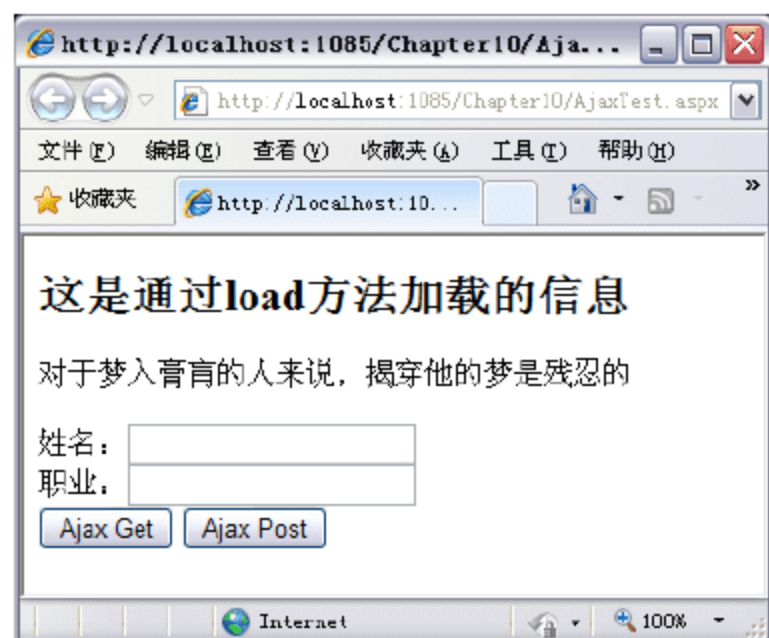 http://localhost:1085/Chapter10/Aja...
http://localhost:1085/Chapter10/AjaxTest.aspx
文件(F) 编辑(E) 查看(V) 收藏夹(A) 工具(T) 帮助(H)
收藏夹 http://localhost:10... »
这是通过load方法加载的信息
对于梦入膏肓的人来说，揭穿他的梦是残忍的
姓名：
职业：
Ajax Get Ajax Post
Internet 100%